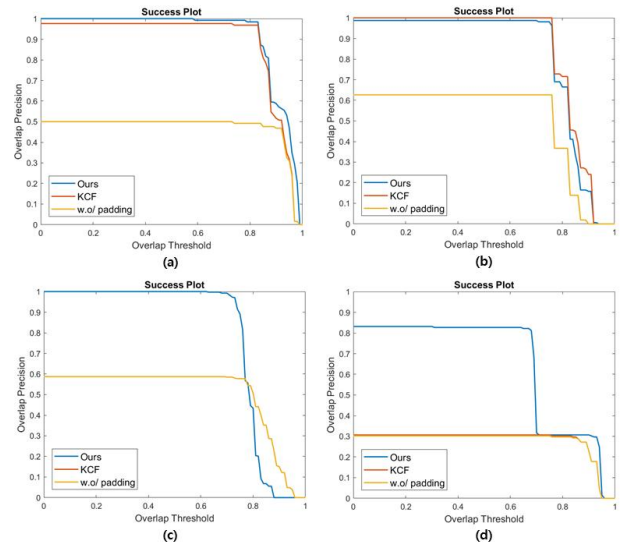 Success Plot
1
0.9
0.8
0.7
0.6
0.5
0.4
0.3
0.2
0.1
0
Overlap Precision
Ours
KCF
w.o/ padding
0 0.2 0.4 0.6 0.8 1
Overlap Threshold
(a)
Success Plot
1
0.9
0.8
0.7
0.6
0.5
0.4
0.3
0.2
0.1
0
Overlap Precision
Ours
KCF
w.o/ padding
0 0.2 0.4 0.6 0.8 1
Overlap Threshold
(b)
Success Plot
1
0.9
0.8
0.7
0.6
0.5
0.4
0.3
0.2
0.1
0
Overlap Precision
Ours
KCF
w.o/ padding
0 0.2 0.4 0.6 0.8 1
Overlap Threshold
(c)
Success Plot
1
0.9
0.8
0.7
0.6
0.5
0.4
0.3
0.2
0.1
0
Overlap Precision
Ours
KCF
w.o/ padding
0 0.2 0.4 0.6 0.8 1
Overlap Threshold
(d)